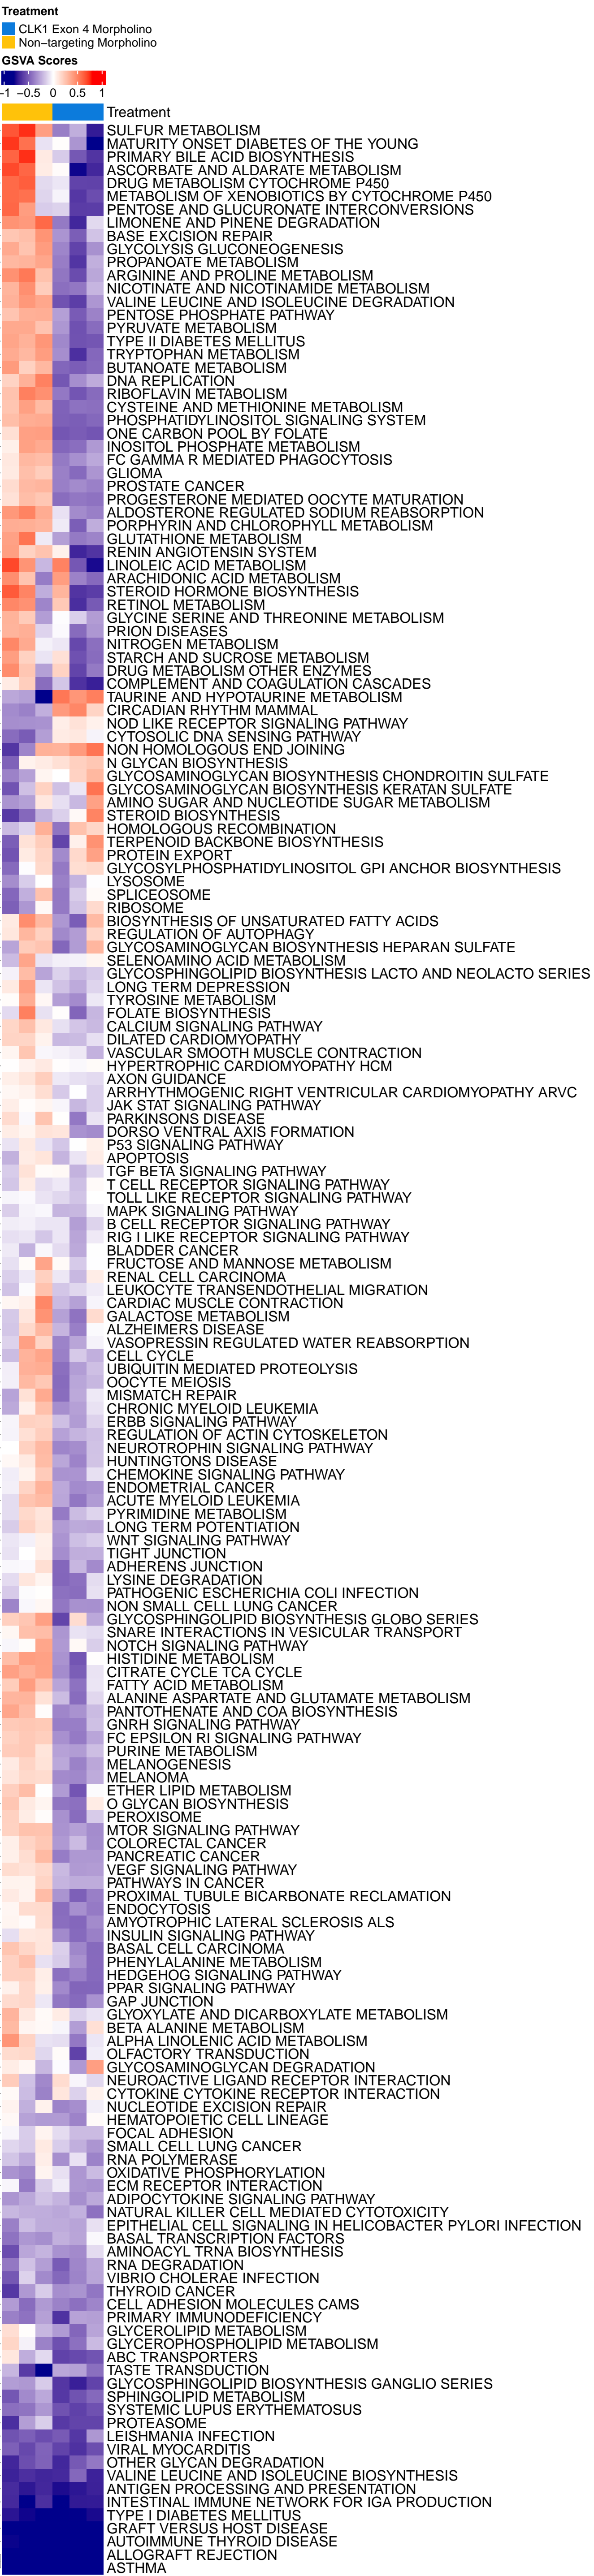 Treatment
CLK1 Exon 4 Morpholino
Non−targeting Morpholino
GSVA Scores
−1 −0.5 0 0.5 1
Treatment
SULFUR METABOLISM
MATURITY ONSET DIABETES OF THE YOUNG
PRIMARY BILE ACID BIOSYNTHESIS
ASCORBATE AND ALDARATE METABOLISM
DRUG METABOLISM CYTOCHROME P450
METABOLISM OF XENOBIOTICS BY CYTOCHROME P450
PENTOSE AND GLUCURONATE INTERCONVERSIONS
LIMONENE AND PINENE DEGRADATION
BASE EXCISION REPAIR
GLYCOLYSIS GLUCONEOGENESIS
PROPANOATE METABOLISM
ARGININE AND PROLINE METABOLISM
NICOTINATE AND NICOTINAMIDE METABOLISM
VALINE LEUCINE AND ISOLEUCINE DEGRADATION
PENTOSE PHOSPHATE PATHWAY
PYRUVATE METABOLISM
TYPE II DIABETES MELLITUS
TRYPTOPHAN METABOLISM
BUTANOATE METABOLISM
DNA REPLICATION
RIBOFLAVIN METABOLISM
CYSTEINE AND METHIONINE METABOLISM
PHOSPHATIDYLINOSITOL SIGNALING SYSTEM
ONE CARBON POOL BY FOLATE
INOSITOL PHOSPHATE METABOLISM
FC GAMMA R MEDIATED PHAGOCYTOSIS
GLIOMA
PROSTATE CANCER
PROGESTERONE MEDIATED OOCYTE MATURATION
ALDOSTERONE REGULATED SODIUM REABSORPTION
PORPHYRIN AND CHLOROPHYLL METABOLISM
GLUTATHIONE METABOLISM
RENIN ANGIOTENSIN SYSTEM
LINOLEIC ACID METABOLISM
ARACHIDONIC ACID METABOLISM
STEROID HORMONE BIOSYNTHESIS
RETINOL METABOLISM
GLYCINE SERINE AND THREONINE METABOLISM
PRION DISEASES
NITROGEN METABOLISM
STARCH AND SUCROSE METABOLISM
DRUG METABOLISM OTHER ENZYMES
COMPLEMENT AND COAGULATION CASCADES
TAURINE AND HYPOTAURINE METABOLISM
CIRCADIAN RHYTHM MAMMAL
NOD LIKE RECEPTOR SIGNALING PATHWAY
CYTOSOLIC DNA SENSING PATHWAY
NON HOMOLOGOUS END JOINING
N GLYCAN BIOSYNTHESIS
GLYCOSAMINOGLYCAN BIOSYNTHESIS CHONDROITIN SULFATE
GLYCOSAMINOGLYCAN BIOSYNTHESIS KERATAN SULFATE
AMINO SUGAR AND NUCLEOTIDE SUGAR METABOLISM
STEROID BIOSYNTHESIS
HOMOLOGOUS RECOMBINATION
TERPENOID BACKBONE BIOSYNTHESIS
PROTEIN EXPORT
GLYCOSYLPHOSPHATIDYLINOSITOL GPI ANCHOR BIOSYNTHESIS
LYSOSOME
SPLICEOSOME
RIBOSOME
BIOSYNTHESIS OF UNSATURATED FATTY ACIDS
REGULATION OF AUTOPHAGY
GLYCOSAMINOGLYCAN BIOSYNTHESIS HEPARAN SULFATE
SELENOAMINO ACID METABOLISM
GLYCOSPHINGOLIPID BIOSYNTHESIS LACTO AND NEOLACTO SERIES
LONG TERM DEPRESSION
TYROSINE METABOLISM
FOLATE BIOSYNTHESIS
CALCIUM SIGNALING PATHWAY
DILATED CARDIOMYOPATHY
VASCULAR SMOOTH MUSCLE CONTRACTION
HYPERTROPHIC CARDIOMYOPATHY HCM
AXON GUIDANCE
ARRHYTHMOGENIC RIGHT VENTRICULAR CARDIOMYOPATHY ARVC
JAK STAT SIGNALING PATHWAY
PARKINSONS DISEASE
DORSO VENTRAL AXIS FORMATION
P53 SIGNALING PATHWAY
APOPTOSIS
TGF BETA SIGNALING PATHWAY
T CELL RECEPTOR SIGNALING PATHWAY
TOLL LIKE RECEPTOR SIGNALING PATHWAY
MAPK SIGNALING PATHWAY
B CELL RECEPTOR SIGNALING PATHWAY
RIG I LIKE RECEPTOR SIGNALING PATHWAY
BLADDER CANCER
FRUCTOSE AND MANNOSE METABOLISM
RENAL CELL CARCINOMA
LEUKOCYTE TRANSENDOTHELIAL MIGRATION
CARDIAC MUSCLE CONTRACTION
GALACTOSE METABOLISM
ALZHEIMERS DISEASE
VASOPRESSIN REGULATED WATER REABSORPTION
CELL CYCLE
UBIQUITIN MEDIATED PROTEOLYSIS
OOCYTE MEIOSIS
MISMATCH REPAIR
CHRONIC MYELOID LEUKEMIA
ERBB SIGNALING PATHWAY
REGULATION OF ACTIN CYTOSKELETON
NEUROTROPHIN SIGNALING PATHWAY
HUNTINGTONS DISEASE
CHEMOKINE SIGNALING PATHWAY
ENDOMETRIAL CANCER
ACUTE MYELOID LEUKEMIA
PYRIMIDINE METABOLISM
LONG TERM POTENTIATION
WNT SIGNALING PATHWAY
TIGHT JUNCTION
ADHERENS JUNCTION
LYSINE DEGRADATION
PATHOGENIC ESCHERICHIA COLI INFECTION
NON SMALL CELL LUNG CANCER
GLYCOSPHINGOLIPID BIOSYNTHESIS GLOBO SERIES
SNARE INTERACTIONS IN VESICULAR TRANSPORT
NOTCH SIGNALING PATHWAY
HISTIDINE METABOLISM
CITRATE CYCLE TCA CYCLE
FATTY ACID METABOLISM
ALANINE ASPARTATE AND GLUTAMATE METABOLISM
PANTOTHENATE AND COA BIOSYNTHESIS
GNRH SIGNALING PATHWAY
FC EPSILON RI SIGNALING PATHWAY
PURINE METABOLISM
MELANOGENESIS
MELANOMA
ETHER LIPID METABOLISM
O GLYCAN BIOSYNTHESIS
PEROXISOME
MTOR SIGNALING PATHWAY
COLORECTAL CANCER
PANCREATIC CANCER
VEGF SIGNALING PATHWAY
PATHWAYS IN CANCER
PROXIMAL TUBULE BICARBONATE RECLAMATION
ENDOCYTOSIS
AMYOTROPHIC LATERAL SCLEROSIS ALS
INSULIN SIGNALING PATHWAY
BASAL CELL CARCINOMA
PHENYLALANINE METABOLISM
HEDGEHOG SIGNALING PATHWAY
PPAR SIGNALING PATHWAY
GAP JUNCTION
GLYOXYLATE AND DICARBOXYLATE METABOLISM
BETA ALANINE METABOLISM
ALPHA LINOLENIC ACID METABOLISM
OLFACTORY TRANSDUCTION
GLYCOSAMINOGLYCAN DEGRADATION
NEUROACTIVE LIGAND RECEPTOR INTERACTION
CYTOKINE CYTOKINE RECEPTOR INTERACTION
NUCLEOTIDE EXCISION REPAIR
HEMATOPOIETIC CELL LINEAGE
FOCAL ADHESION
SMALL CELL LUNG CANCER
RNA POLYMERASE
OXIDATIVE PHOSPHORYLATION
ECM RECEPTOR INTERACTION
ADIPOCYTOKINE SIGNALING PATHWAY
NATURAL KILLER CELL MEDIATED CYTOTOXICITY
EPITHELIAL CELL SIGNALING IN HELICOBACTER PYLORI INFECTION
BASAL TRANSCRIPTION FACTORS
AMINOACYL TRNA BIOSYNTHESIS
RNA DEGRADATION
VIBRIO CHOLERAE INFECTION
THYROID CANCER
CELL ADHESION MOLECULES CAMS
PRIMARY IMMUNODEFICIENCY
GLYCEROLIPID METABOLISM
GLYCEROPHOSPHOLIPID METABOLISM
ABC TRANSPORTERS
TASTE TRANSDUCTION
GLYCOSPHINGOLIPID BIOSYNTHESIS GANGLIO SERIES
SPHINGOLIPID METABOLISM
SYSTEMIC LUPUS ERYTHEMATOSUS
PROTEASOME
LEISHMANIA INFECTION
VIRAL MYOCARDITIS
OTHER GLYCAN DEGRADATION
VALINE LEUCINE AND ISOLEUCINE BIOSYNTHESIS
ANTIGEN PROCESSING AND PRESENTATION
INTESTINAL IMMUNE NETWORK FOR IGA PRODUCTION
TYPE I DIABETES MELLITUS
GRAFT VERSUS HOST DISEASE
AUTOIMMUNE THYROID DISEASE
ALLOGRAFT REJECTION
ASTHMA